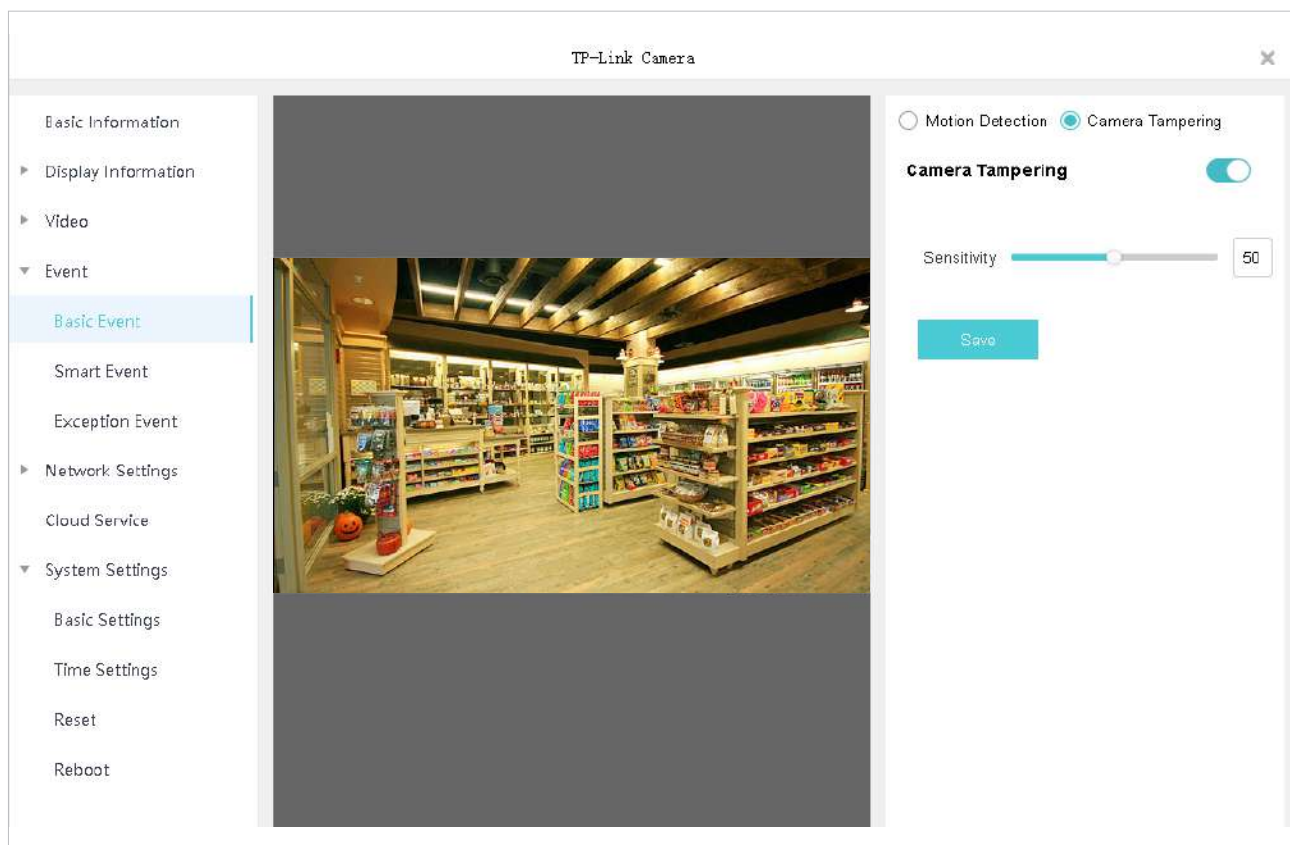 TP-Link Camera
Basic Information
Display Information
Video
Event
Basic Event
Smart Event
Exception Event
Network Settings
Cloud Service
System Settings
Basic Settings
Time Settings
Reset
Reboot
Motion Detection Camera Tampering
Camera Tampering
Sensitivity 50
Save